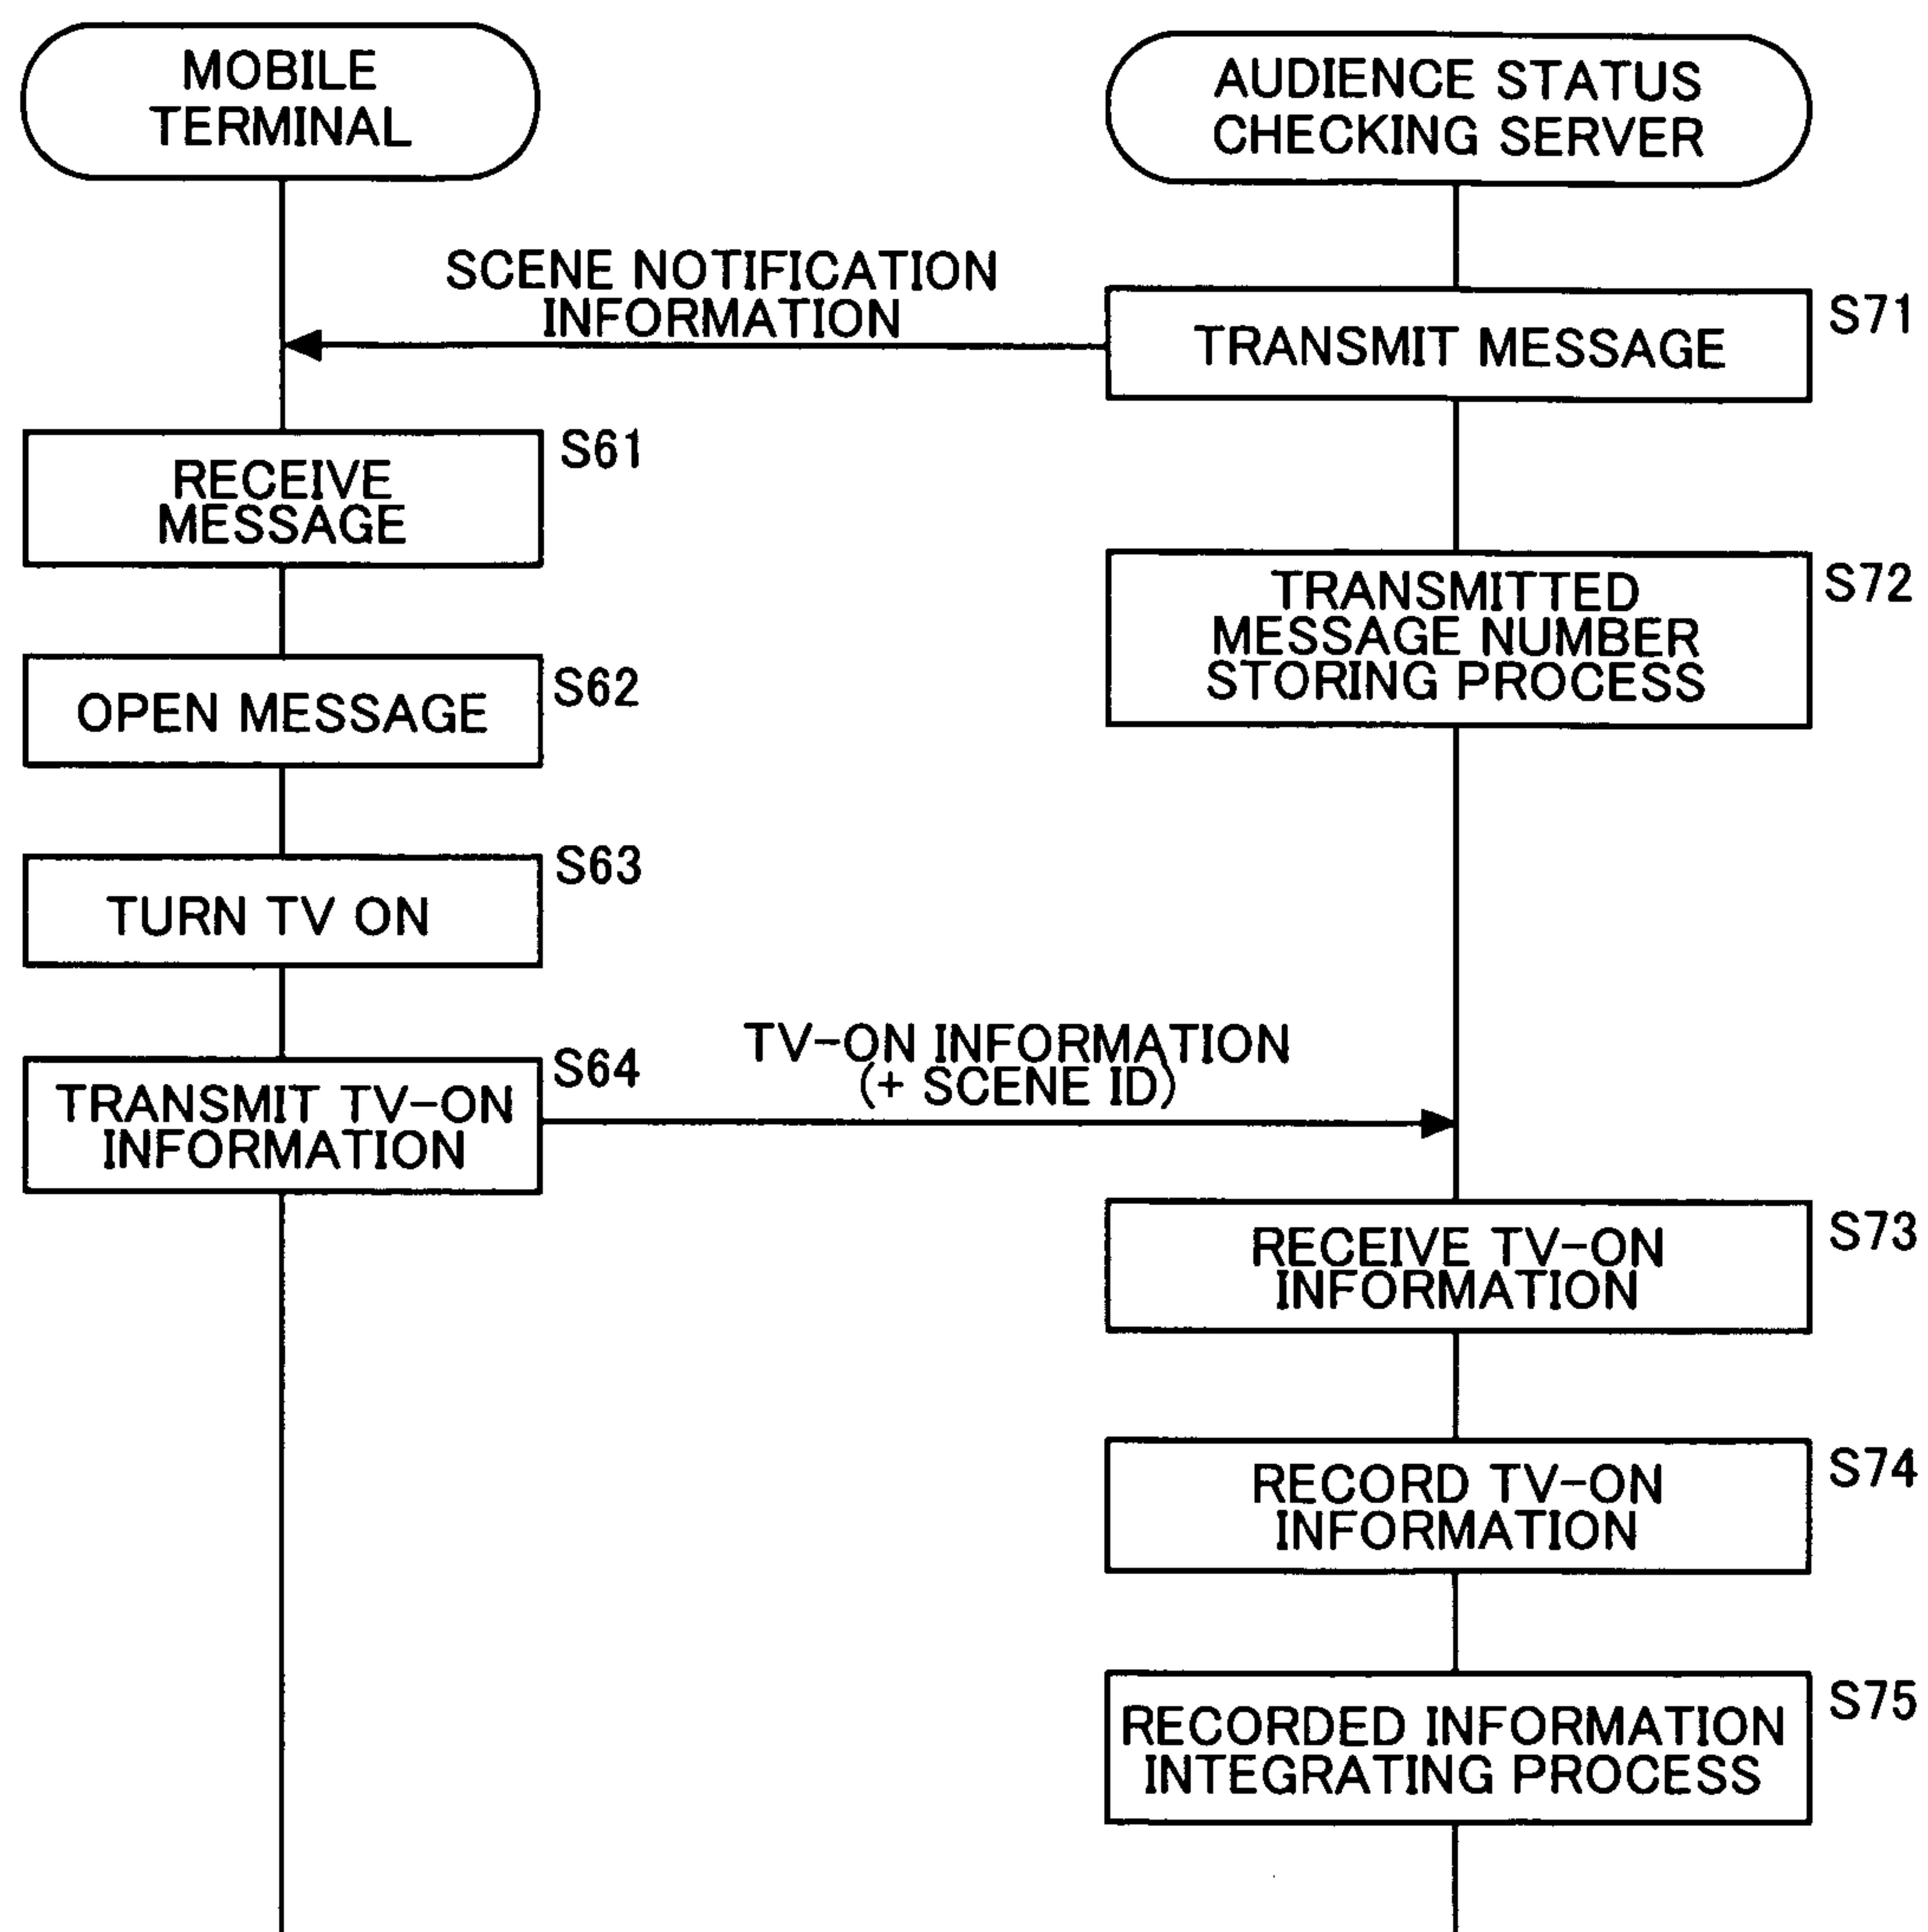 MOBILE
TERMINAL
AUDIENCE STATUS
CHECKING SERVER
SCENE NOTIFICATION
INFORMATION
TRANSMIT MESSAGE
S71
RECEIVE
MESSAGE
S61
TRANSMITTED
MESSAGE NUMBER
STORING PROCESS
S72
OPEN MESSAGE
S62
TURN TV ON
S63
TRANSMIT TV-ON
INFORMATION
S64
TV-ON INFORMATION
(+ SCENE ID)
RECEIVE TV-ON
INFORMATION
S73
RECORD TV-ON
INFORMATION
S74
RECORDED INFORMATION
INTEGRATING PROCESS
S75